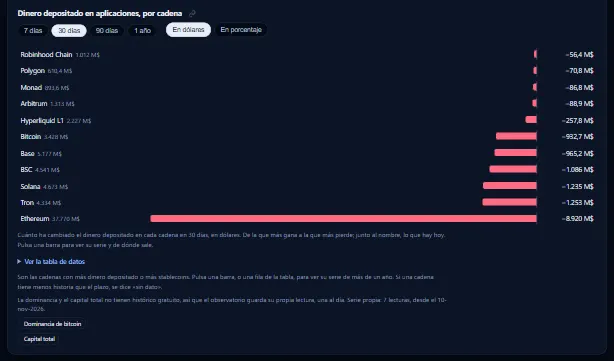 Dinero depositado en aplicaciones, por cadena
7 días 30 días 90 días 1 año En dólares En porcentaje
Robinhood Chain 1.012 M$ −56,4 M$
Polygon 610,4 M$ −70,8 M$
Monad 893,6 M$ −86,8 M$
Arbitrum 1.313 M$ −88,9 M$
Hyperliquid L1 2.227 M$ −257,8 M$
Bitcoin 3.428 M$ −932,7 M$
Base 5.177 M$ −965,2 M$
BSC 4.541 M$ −1.086 M$
Solana 4.673 M$ −1.235 M$
Tron 4.334 M$ −1.253 M$
Ethereum 37.770 M$ −8.920 M$
Cuánto ha cambiado el dinero depositado en cada cadena en 30 días, en dólares. De la que más gana a la que más pierde; junto al nombre, lo que hay hoy.
Pulsa una barra para ver su serie y de dónde sale.
▶ Ver la tabla de datos
Son las cadenas con más dinero depositado o más stablecoins. Pulsa una barra, o una fila de la tabla, para ver su serie de más de un año. Si una cadena
tiene menos historia que el plazo, se dice «sin dato».
La dominancia y el capital total no tienen histórico gratuito, así que el observatorio guarda su propia lectura, una al día. Serie propia: 7 lecturas, desde el 10-
nov-2026.
Dominancia de bitcoin
Capital total